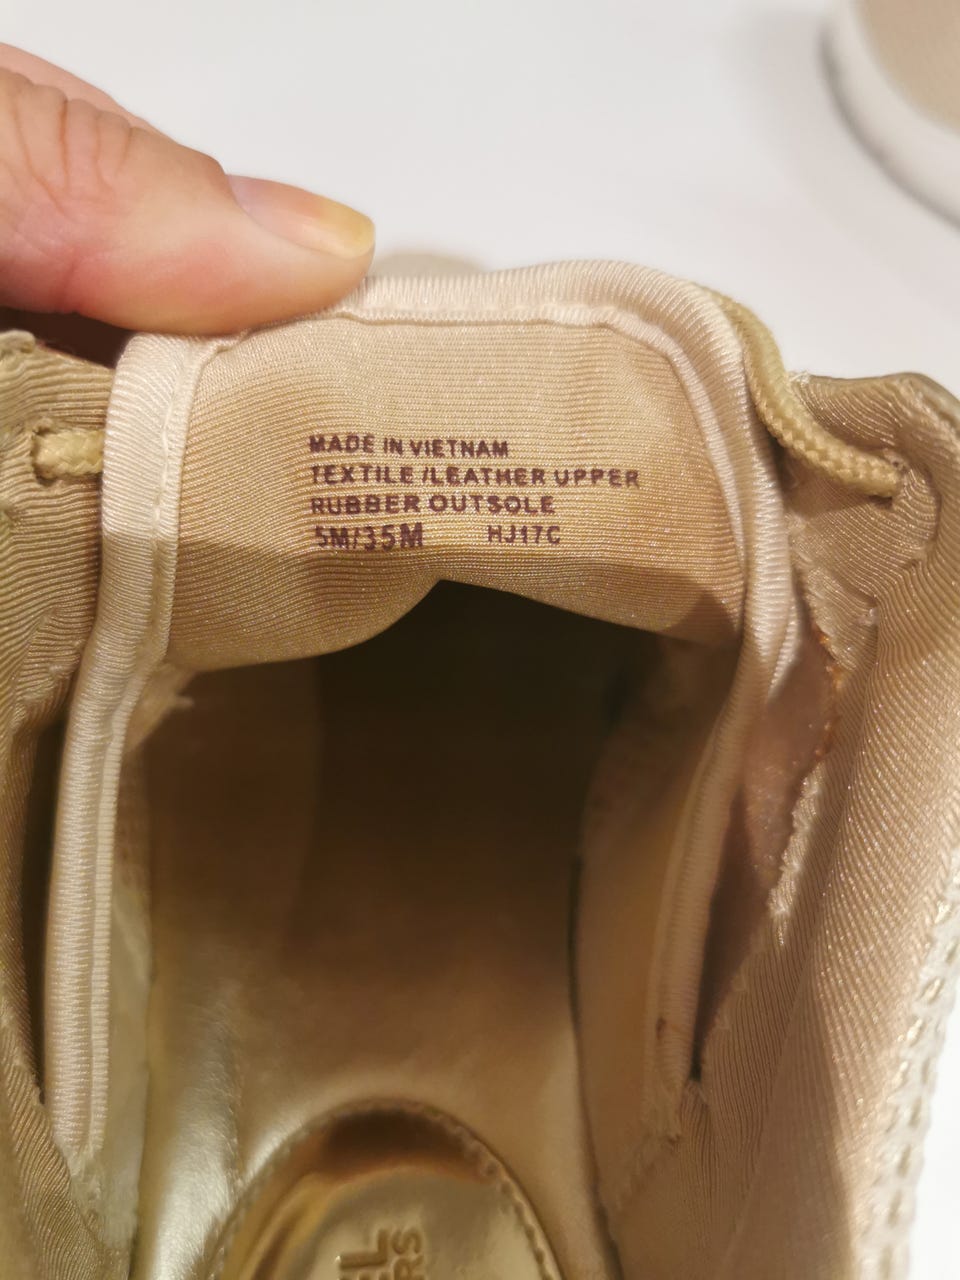 MADE IN VIETNAM
TEXTILE /LEATHER UPPER
RUBBER OUTSOLE
5M/35M HJ17C